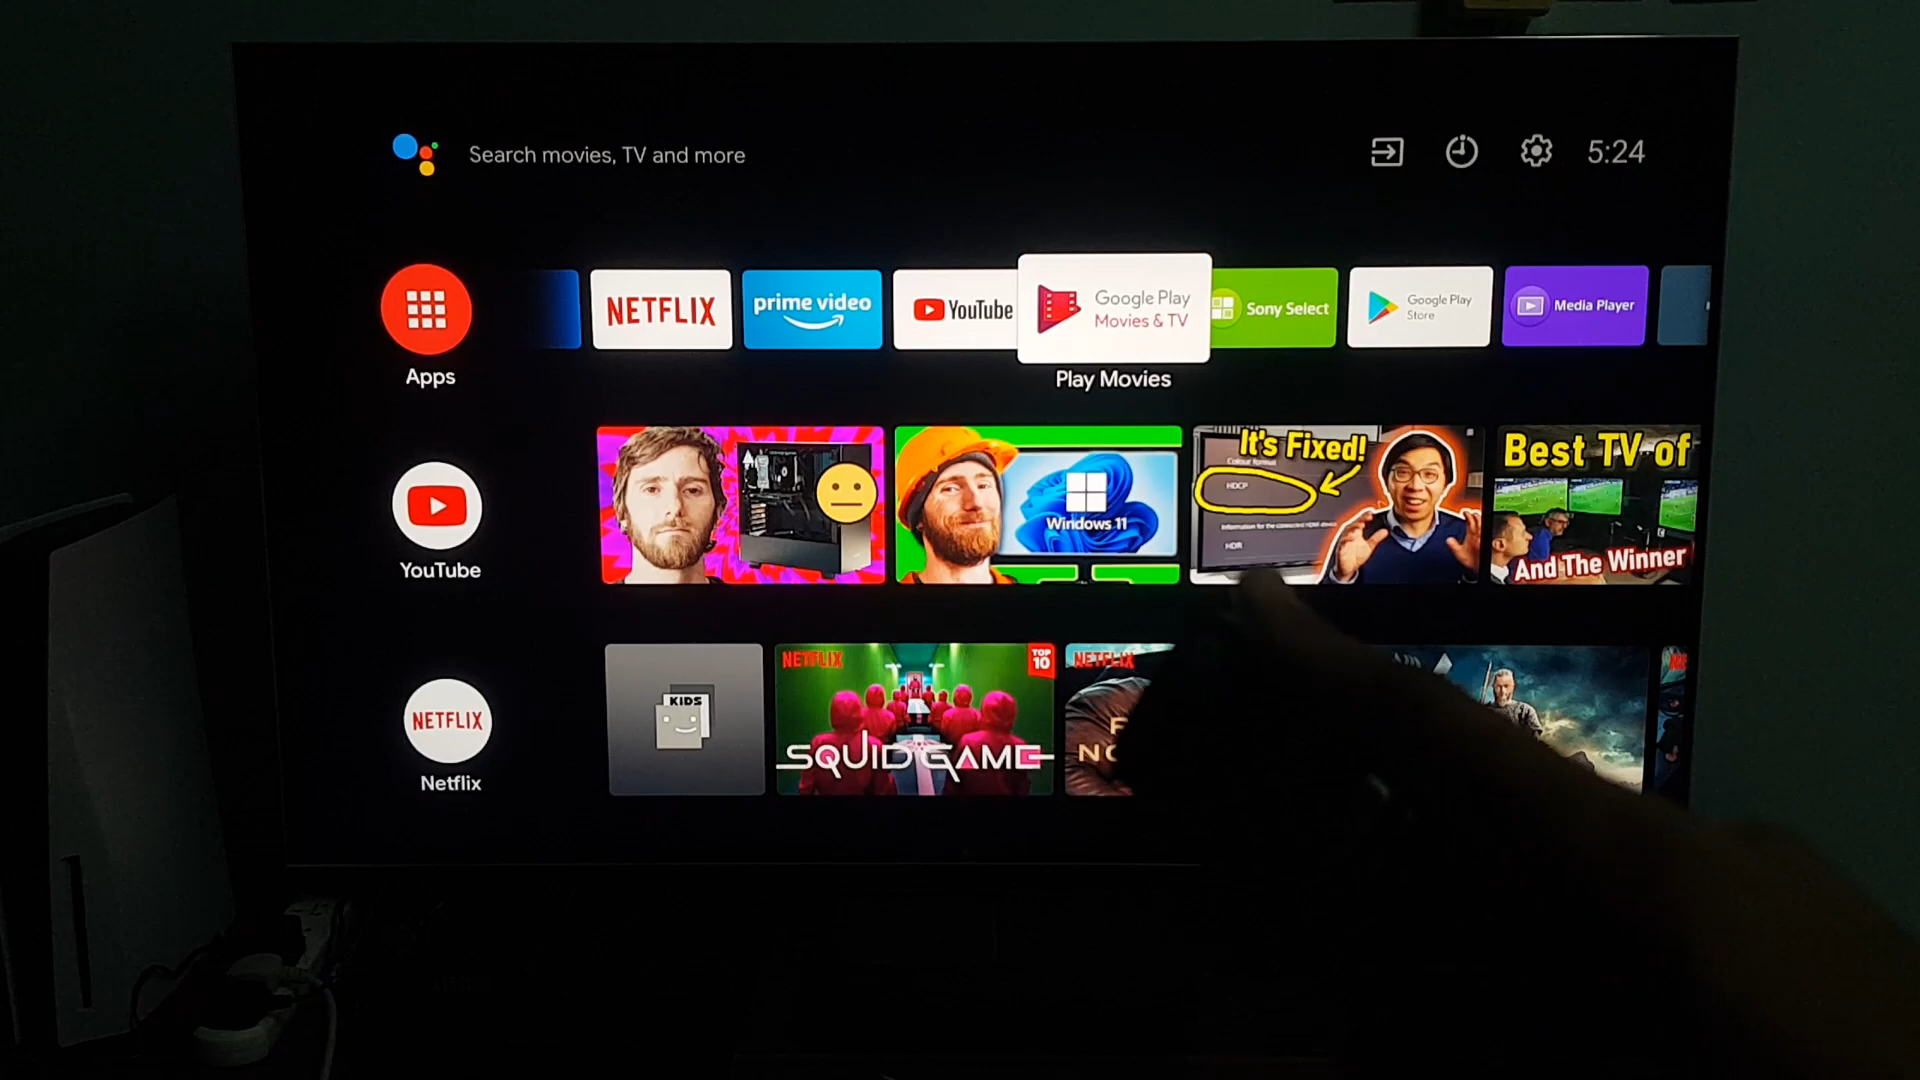 Search movies, TV and more
5:24
NETFLIX
prime video
YouTube
Google Play
Movies & TV
Sony Select
Google Play
Store
Media Player
Apps
Play Movies
It's Fixed!
HDCP
HDR
Windows 11
Best TV of
And The Winner
YouTube
NETFLIX
Netflix
KIDS
NETFLIX
TOP
10
SQUID GAME
NETFLIX